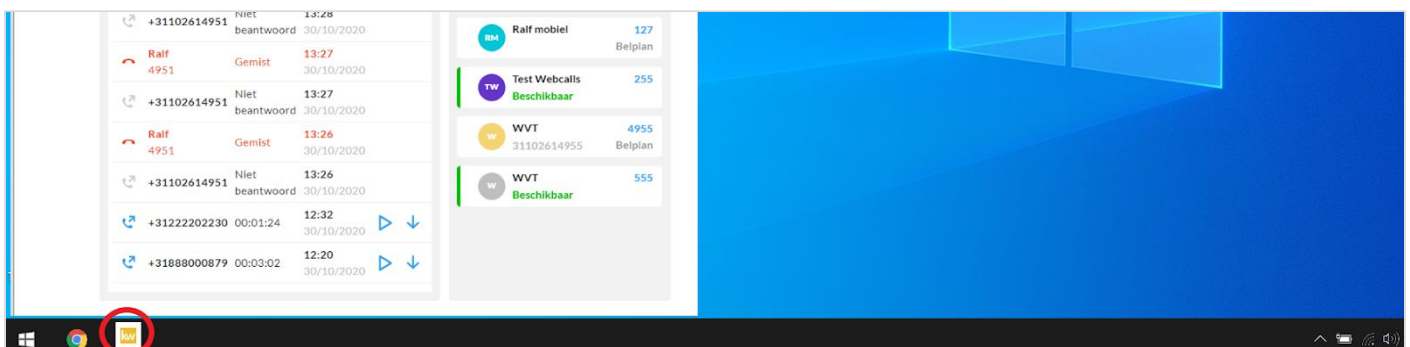 +31102614951 Niet beantwoord 13:28 30/10/2020
Ralf 4951 Gemist 13:27 30/10/2020
+31102614951 Niet beantwoord 13:27 30/10/2020
Ralf 4951 Gemist 13:26 30/10/2020
+31102614951 Niet beantwoord 13:26 30/10/2020
+31222202230 00:01:24 12:32 30/10/2020
+31888000879 00:03:02 12:20 30/10/2020
RM Ralf mobiel 127
Belplan
TW Test Webcalls 255
Beschikbaar
W WVT 4955
31102614955 Belplan
W WVT 555
Beschikbaar
kw